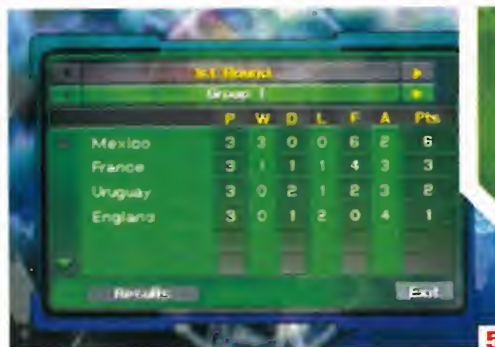 1st Round
Group 1
P W D L F A Pts
Mexico 3 3 0 0 6 2 6
France 3 1 1 1 4 3 3
Uruguay 3 0 2 1 2 3 2
England 3 0 1 2 0 4 1
Results Exit
5